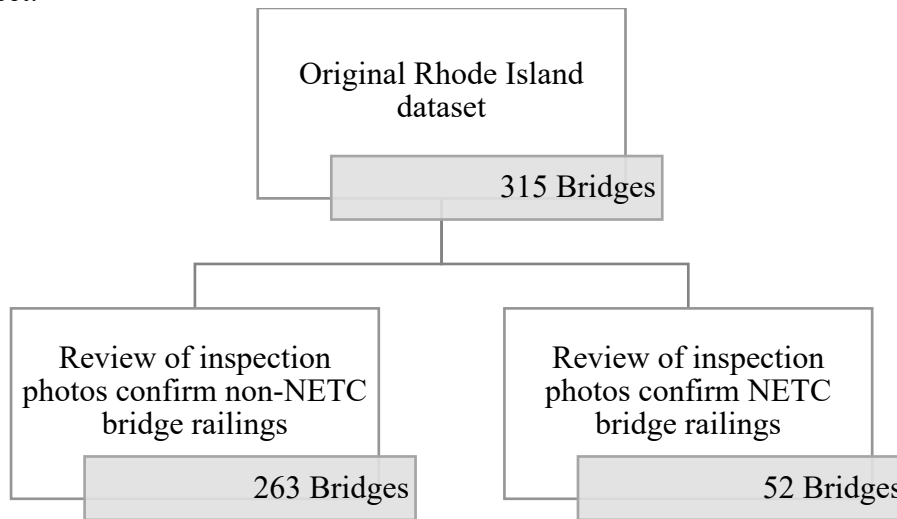 Original Rhode Island
dataset
315 Bridges
Review of inspection
photos confirm non-NETC
bridge railings
263 Bridges
Review of inspection
photos confirm NETC
bridge railings
52 Bridges